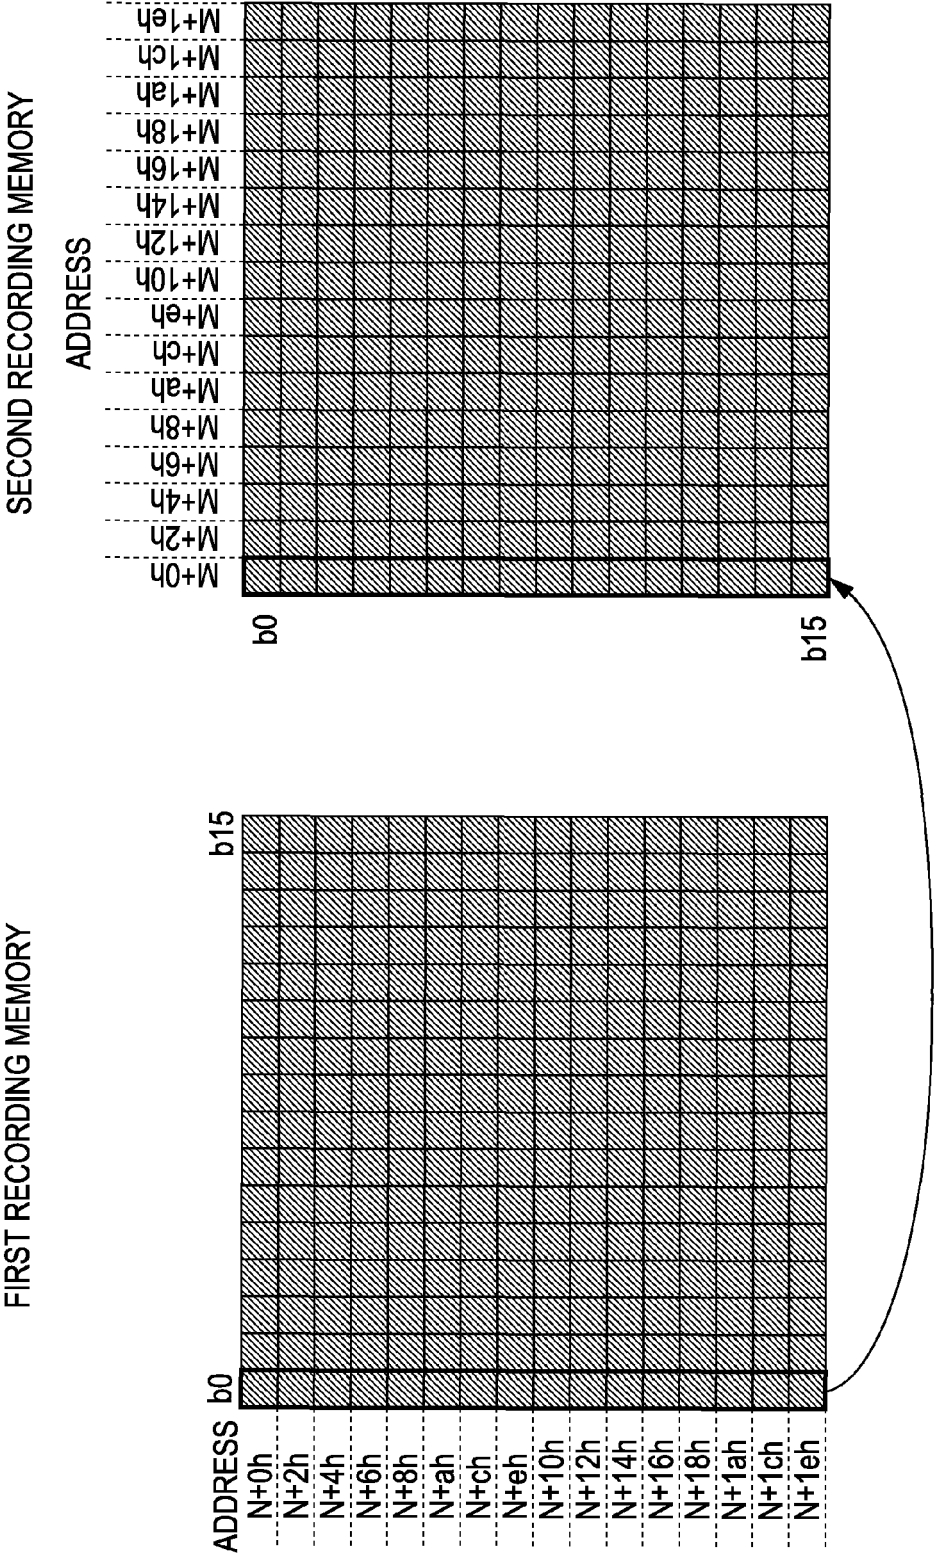 FIRST RECORDING MEMORY
ADDRESS
b0
b15
N+0h
N+2h
N+4h
N+6h
N+8h
N+ah
N+ch
N+eh
N+10h
N+12h
N+14h
N+16h
N+18h
N+1ah
N+1ch
N+1eh
SECOND RECORDING MEMORY
ADDRESS
M+0h
M+2h
M+4h
M+6h
M+8h
M+ah
M+ch
M+eh
M+10h
M+12h
M+14h
M+16h
M+18h
M+1ah
M+1ch
M+1eh
b0
b15